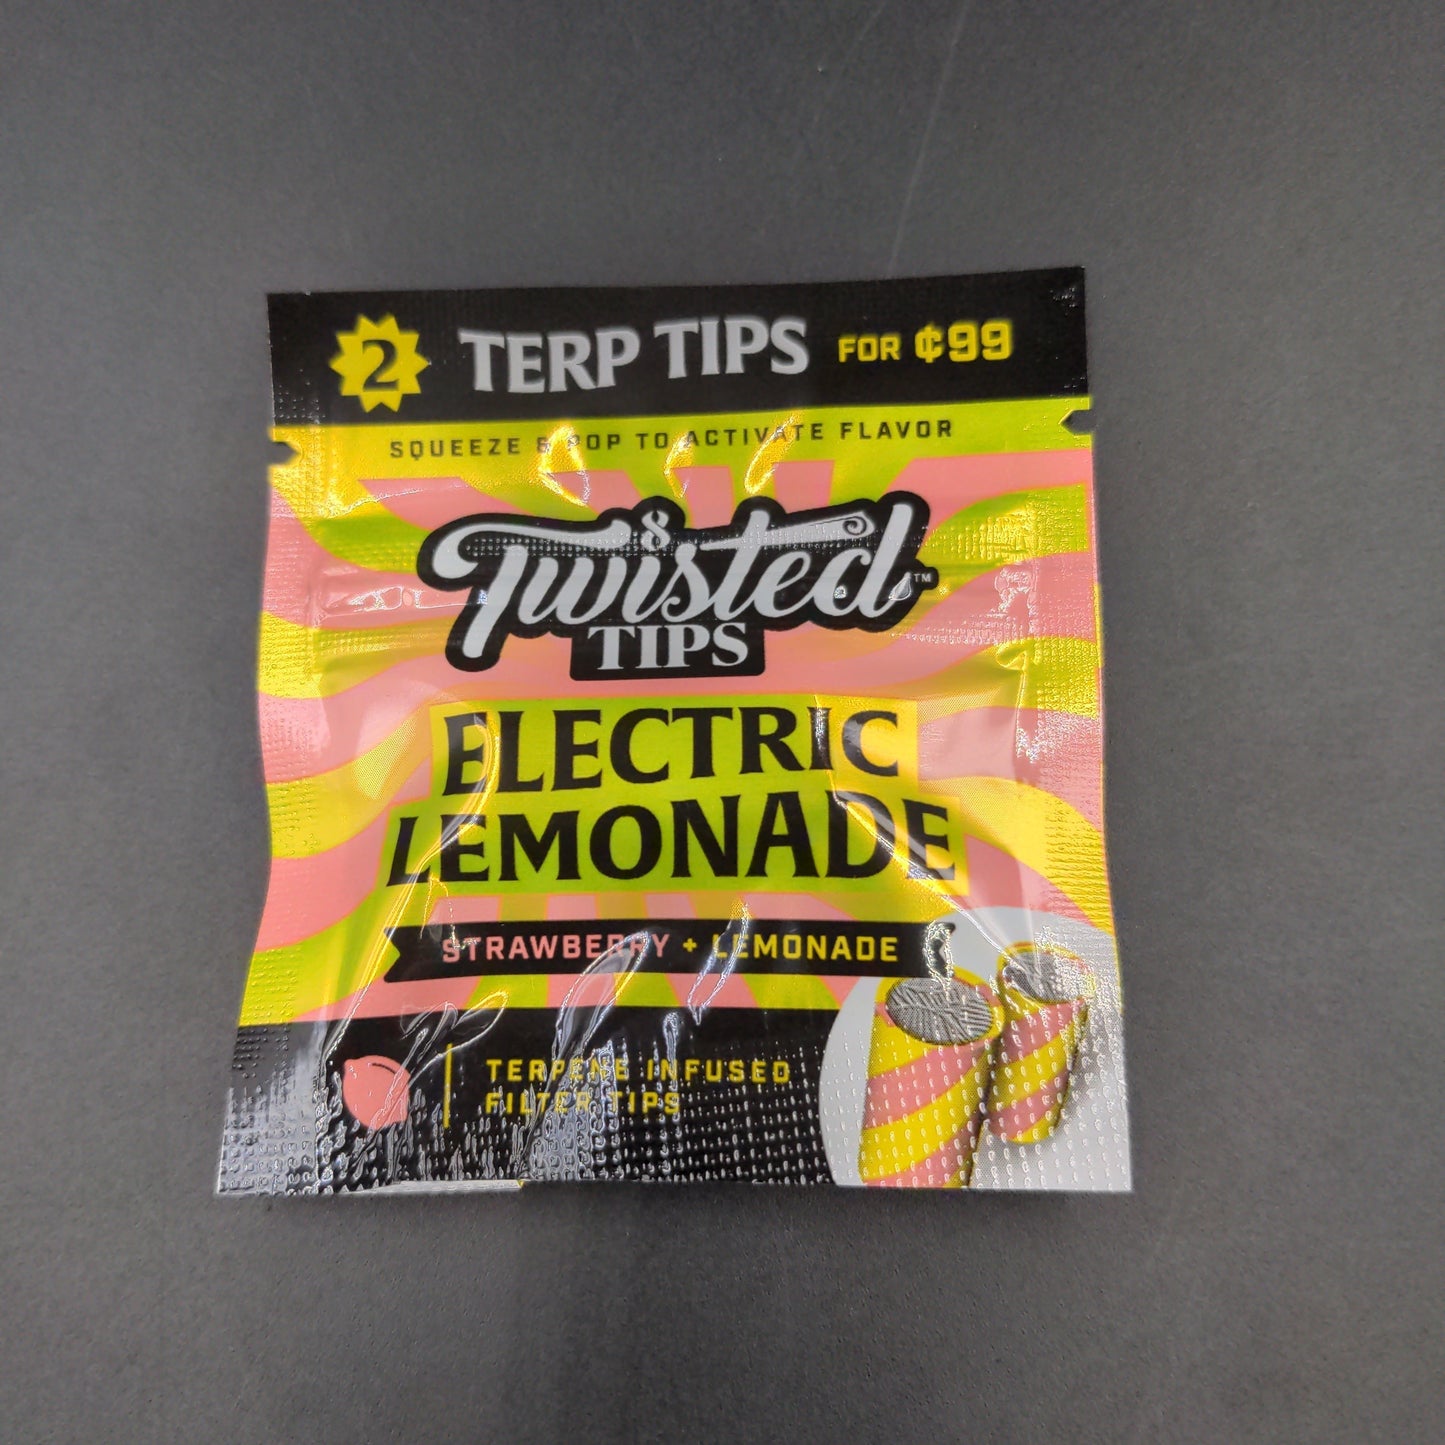 2 TERP TIPS FOR ¢99
SQUEEZE & POP TO ACTIVATE FLAVOR
Twisted™
TIPS
ELECTRIC
LEMONADE
STRAWBERRY + LEMONADE
TERPENE INFUSED
FILTER TIPS